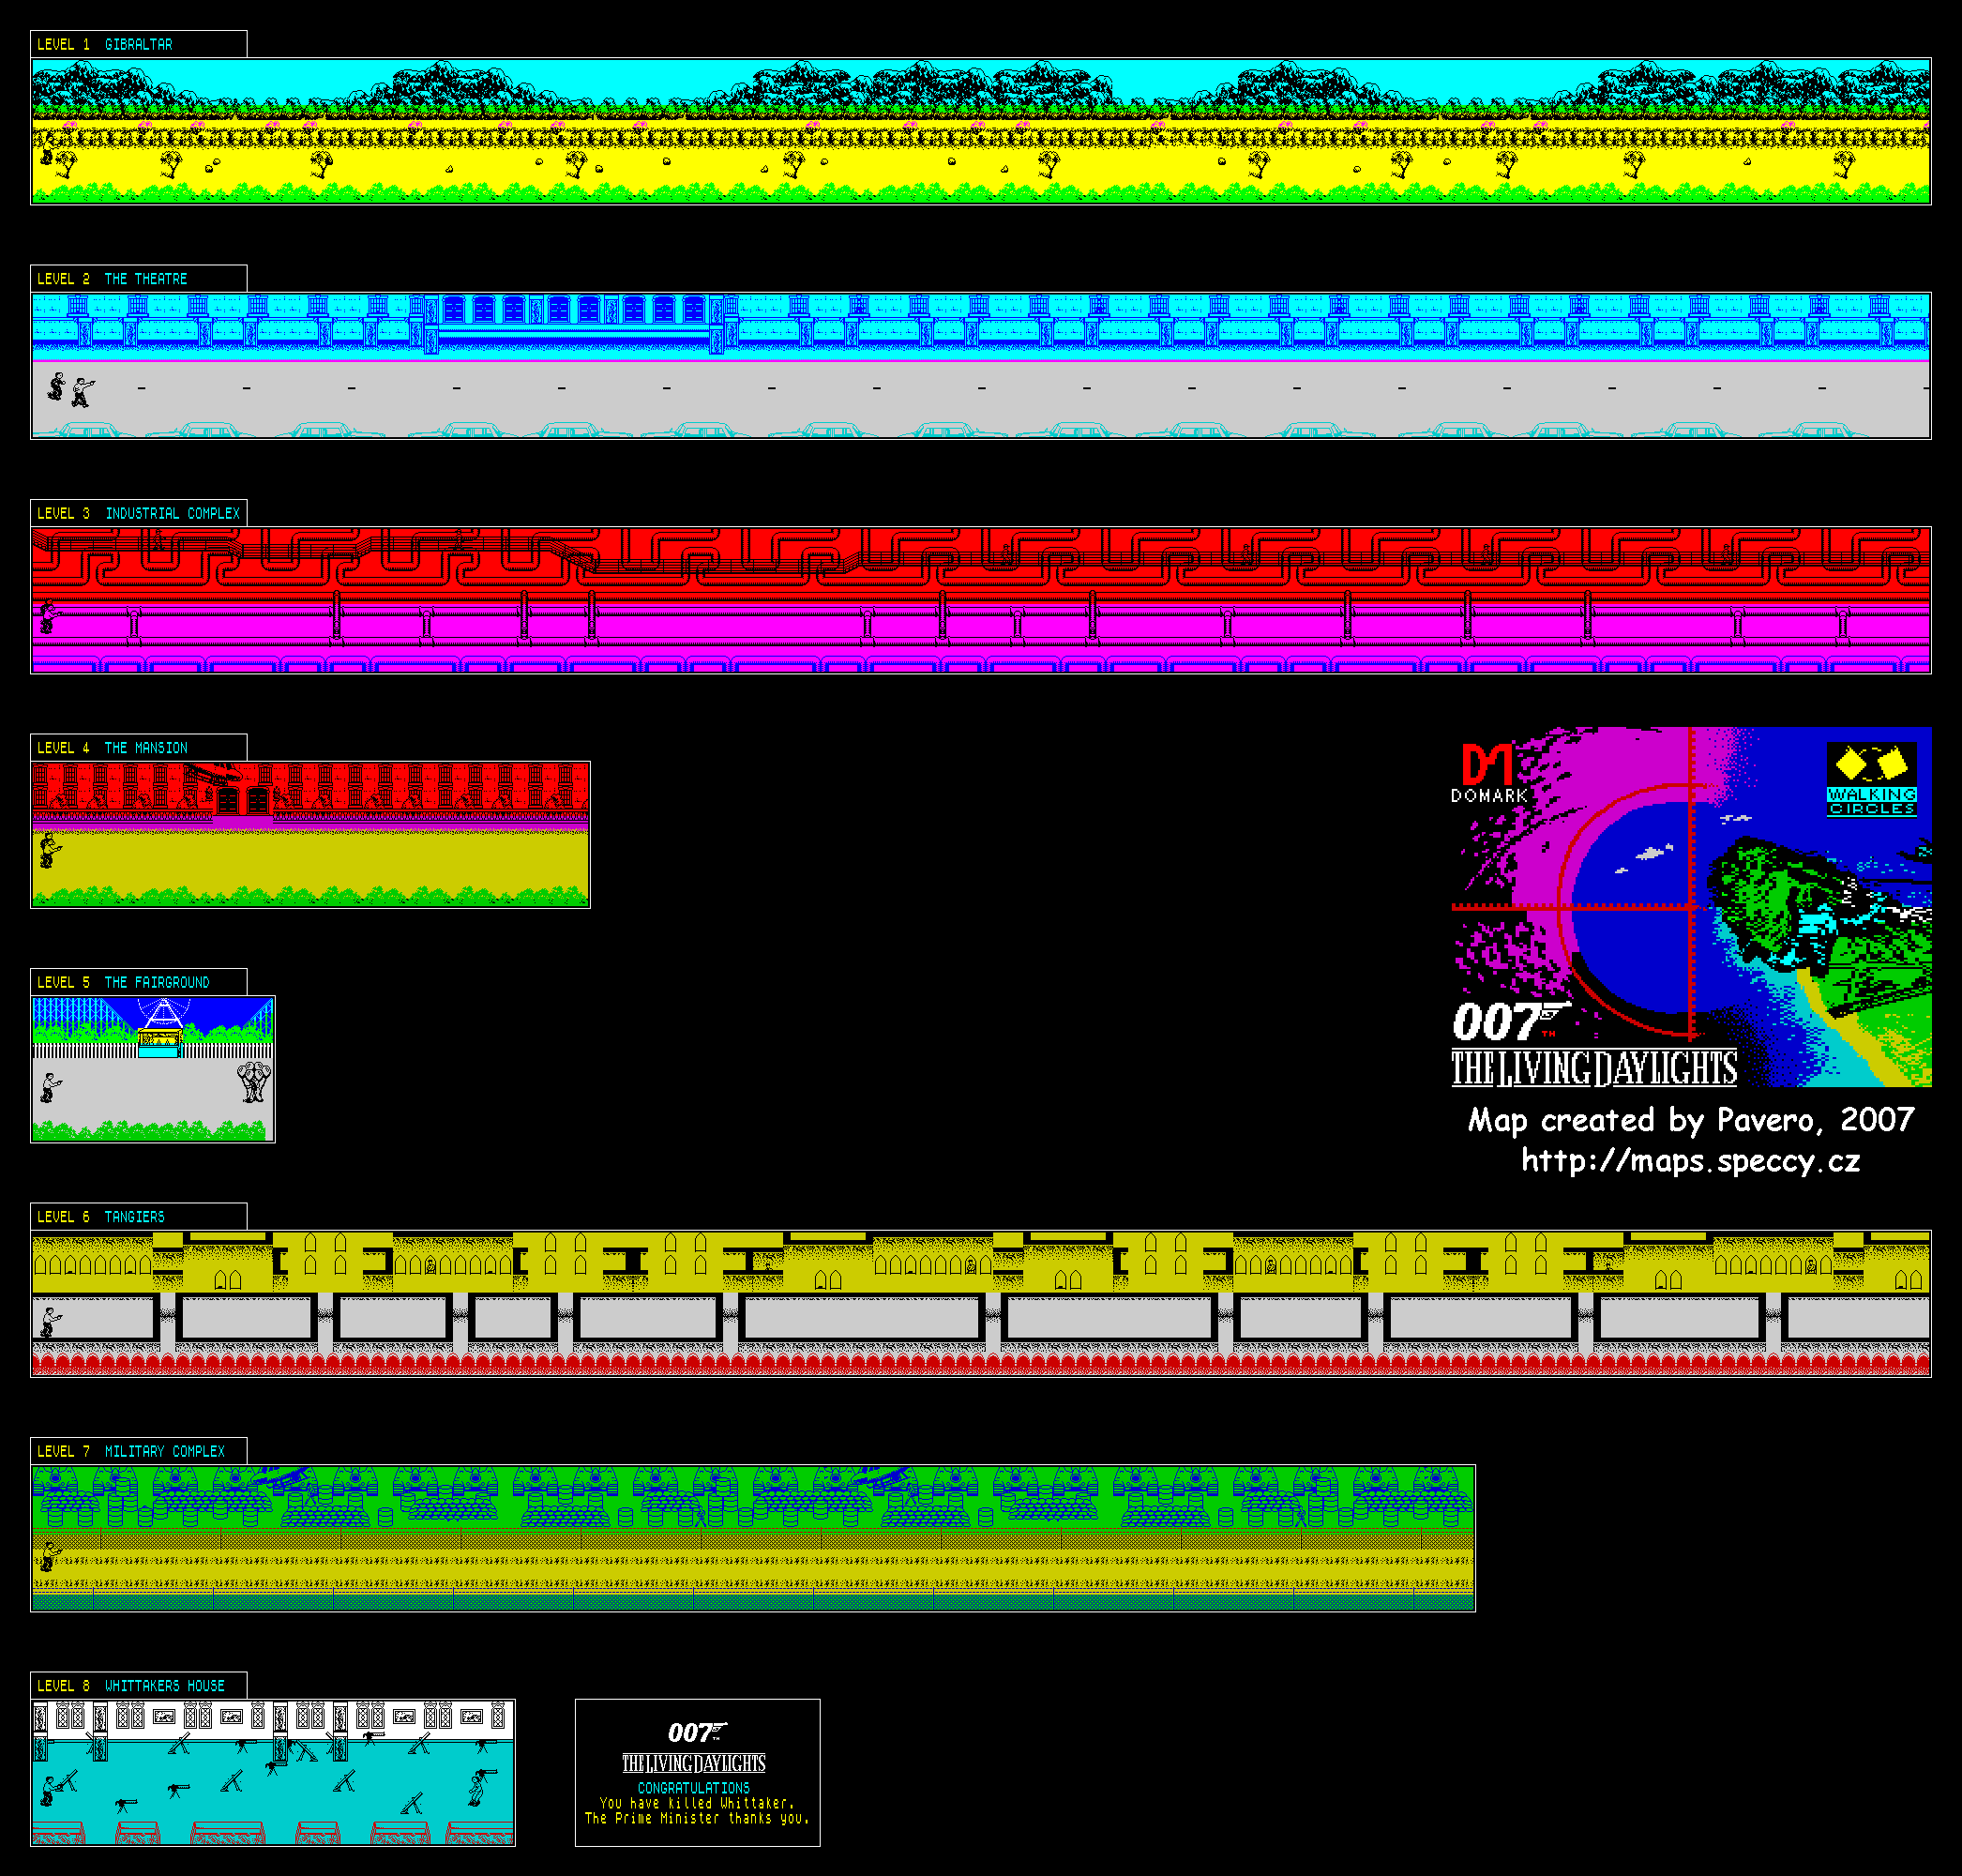 LEVEL 1 GIBRALTAR
LEVEL 2 THE THEATRE
LEVEL 3 INDUSTRIAL COMPLEX
LEVEL 4 THE MANSION
DOMARK
WALKING
CIRCLES
007 TM
THE LIVING DAYLIGHTS
Map created by Pavero, 2007
http://maps.speccy.cz
LEVEL 5 THE FAIRGROUND
LEVEL 6 TANGIERS
LEVEL 7 MILITARY COMPLEX
LEVEL 8 WHITTAKERS HOUSE
007 TM
THE LIVING DAYLIGHTS
CONGRATULATIONS
You have killed Whittaker.
The Prime Minister thanks you.